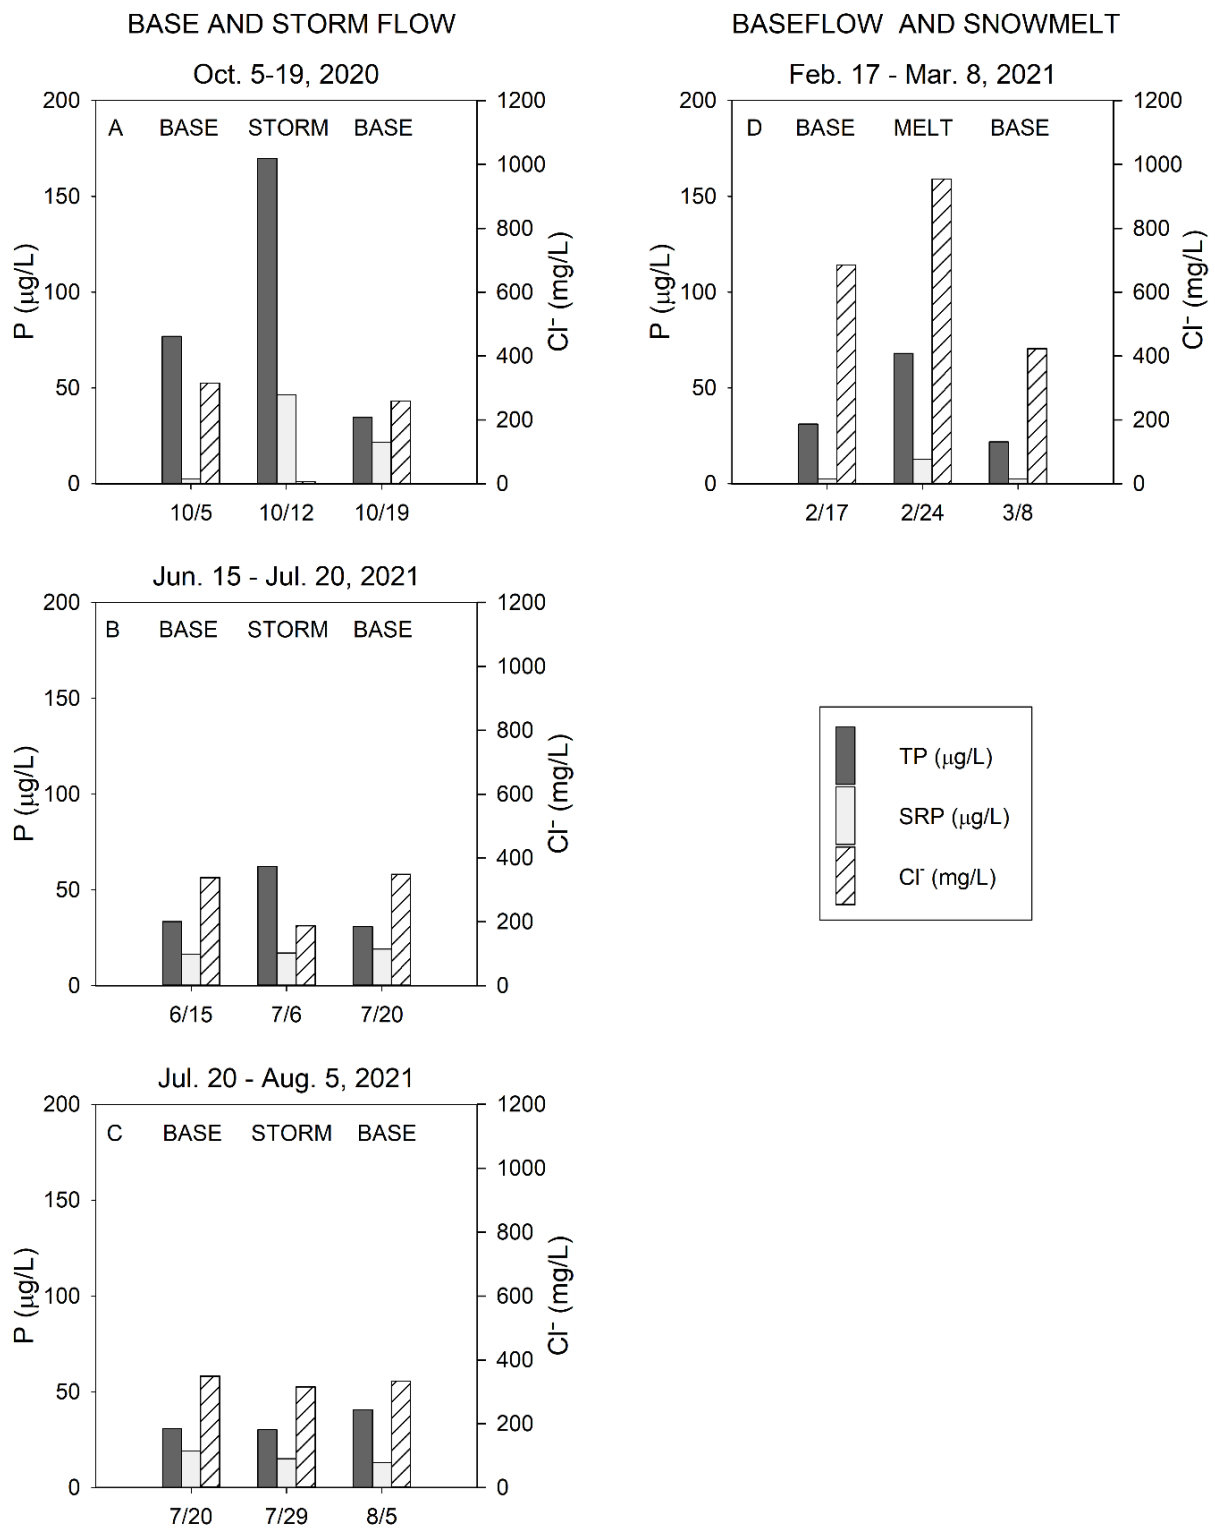 BASE AND STORM FLOW
Oct. 5-19, 2020
A BASE STORM BASE
P (μg/L)
200
150
100
50
0
Cl⁻ (mg/L)
1200
1000
800
600
400
200
0
10/5 10/12 10/19
Jun. 15 - Jul. 20, 2021
B BASE STORM BASE
P (μg/L)
200
150
100
50
0
Cl⁻ (mg/L)
1200
1000
800
600
400
200
0
6/15 7/6 7/20
Jul. 20 - Aug. 5, 2021
C BASE STORM BASE
P (μg/L)
200
150
100
50
0
Cl⁻ (mg/L)
1200
1000
800
600
400
200
0
7/20 7/29 8/5
BASEFLOW AND SNOWMELT
Feb. 17 - Mar. 8, 2021
D BASE MELT BASE
P (μg/L)
200
150
100
50
0
Cl⁻ (mg/L)
1200
1000
800
600
400
200
0
2/17 2/24 3/8
TP (μg/L)
SRP (μg/L)
Cl⁻ (mg/L)